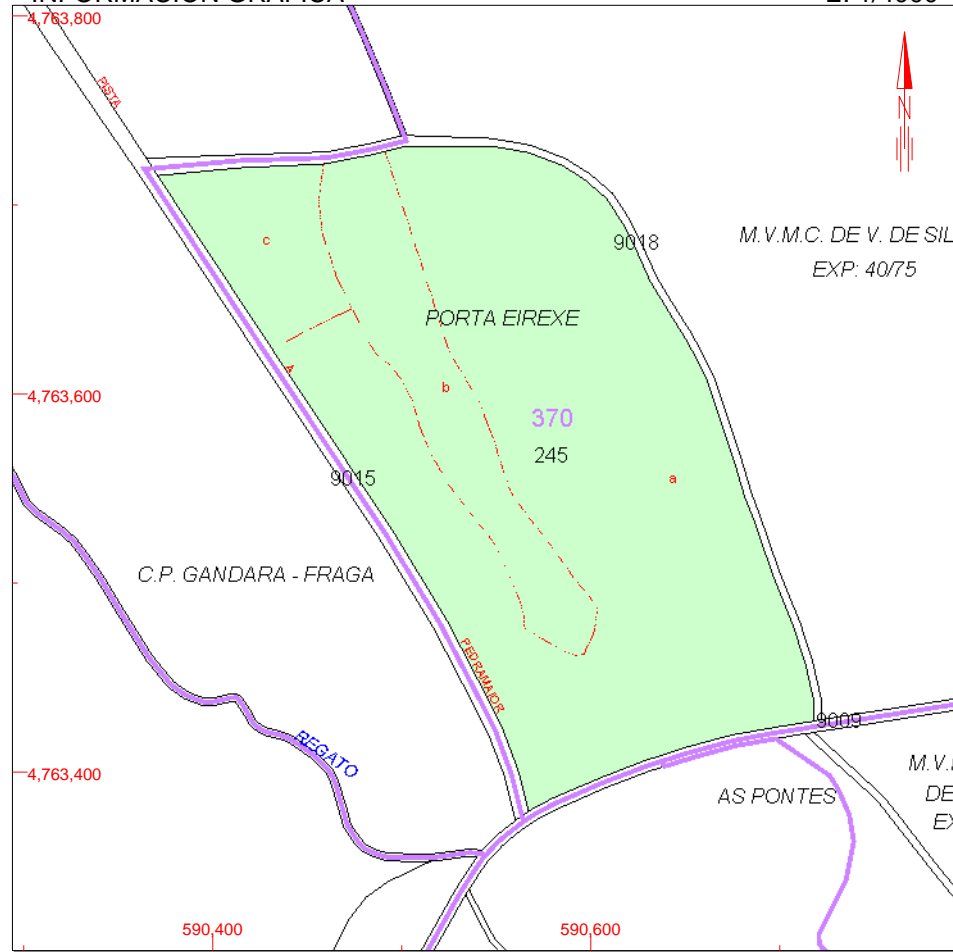 4,763,800
PISTA
N
9018
M.V.M.C. DE V. DE SIL
EXP: 40/75
c
PORTA EIREXE
A
b
4,763,600
370
245
a
9015
C.P. GANDARA - FRAGA
PEDRAMAIOR
9009
REGATO
4,763,400
AS PONTES
DE
590,400
590,600